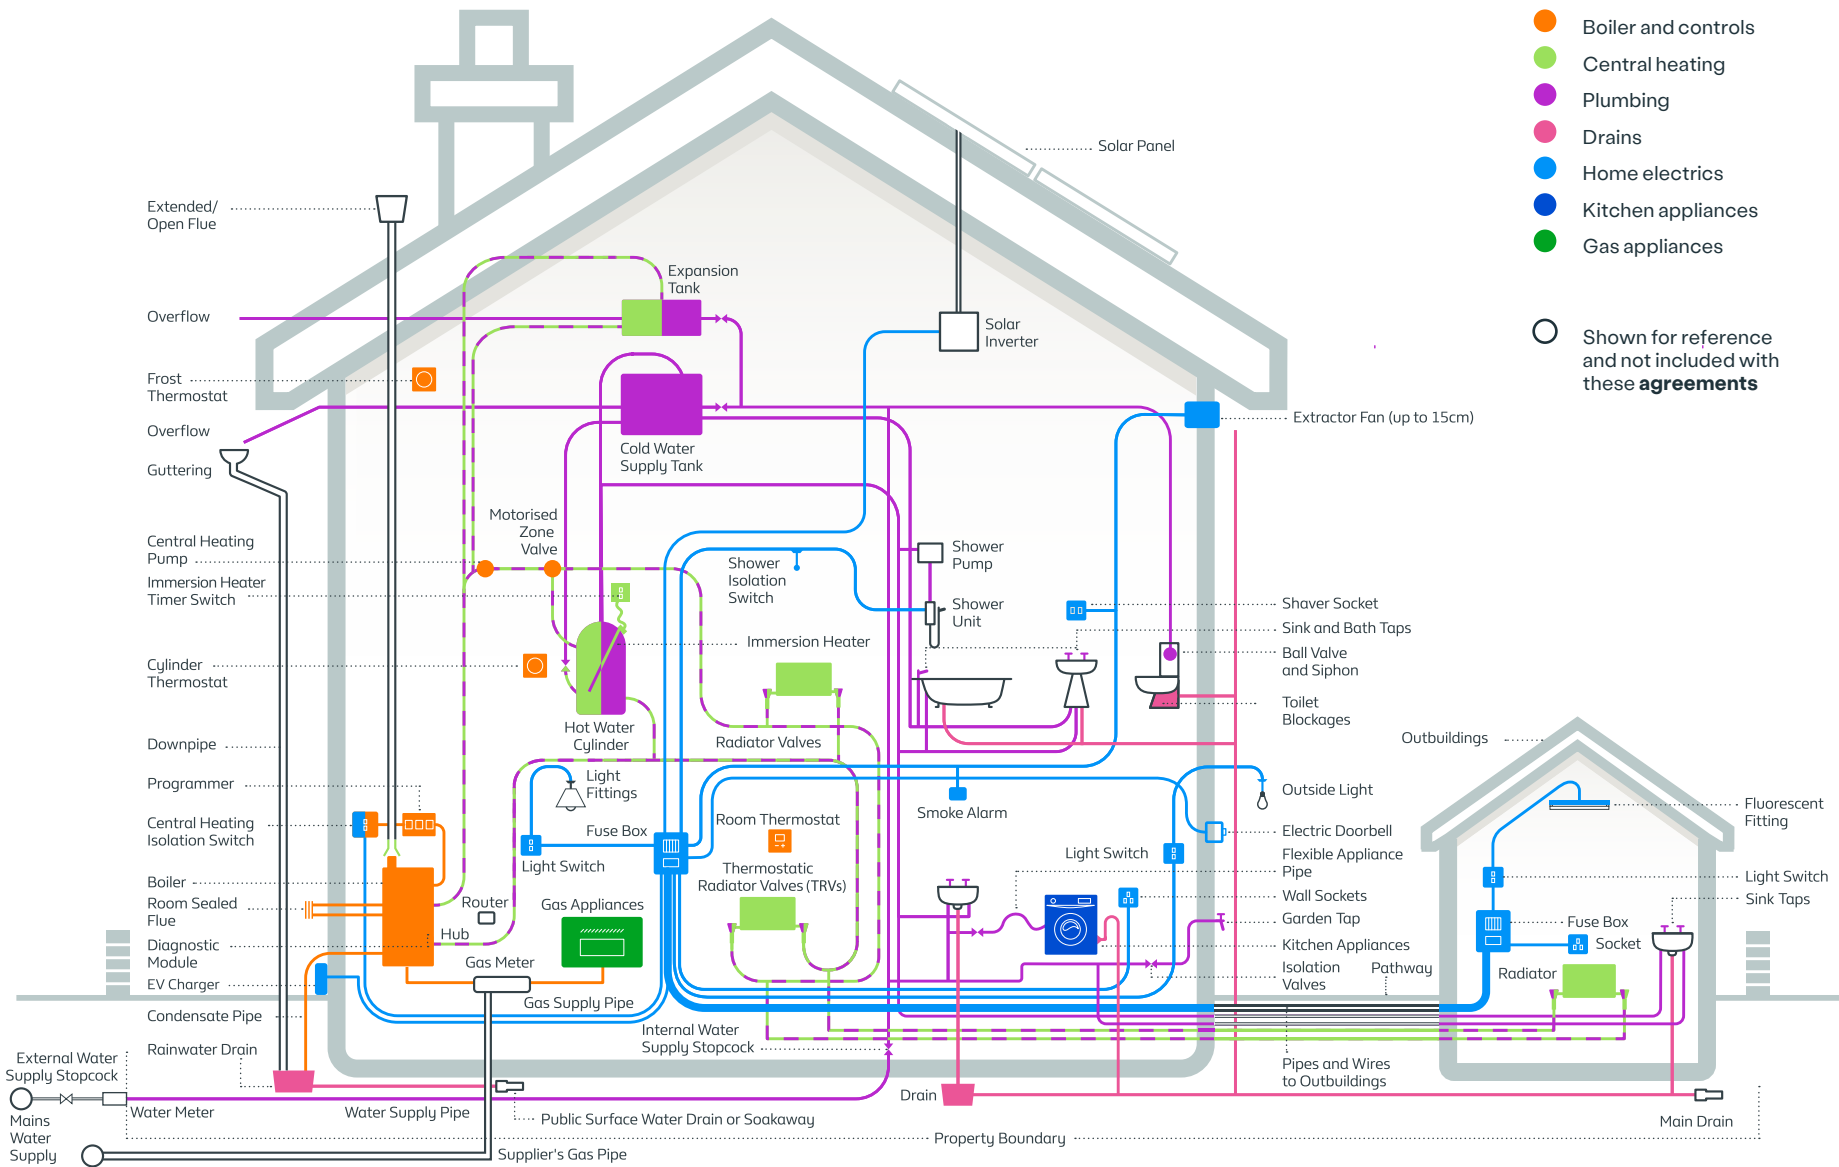 Boiler and controls
Central heating
Plumbing
Drains
Home electrics
Kitchen appliances
Gas appliances
Shown for reference
and not included with
these agreements
Solar Panel
Extended/
Open Flue
Expansion
Tank
Overflow
Solar
Inverter
Frost
Thermostat
Overflow
Extractor Fan (up to 15cm)
Cold Water
Supply Tank
Guttering
Motorised
Zone
Valve
Central Heating
Pump
Immersion Heater
Timer Switch
Shower
Isolation
Switch
Shower
Pump
Shower
Unit
Shaver Socket
Sink and Bath Taps
Immersion Heater
Ball Valve
and Siphon
Cylinder
Thermostat
Toilet
Blockages
Hot Water
Cylinder
Radiator Valves
Downpipe
Outbuildings
Programmer
Light
Fittings
Outside Light
Smoke Alarm
Fluorescent
Fitting
Central Heating
Isolation Switch
Fuse Box
Room Thermostat
Electric Doorbell
Light Switch
Light Switch
Flexible Appliance
Pipe
Thermostatic
Radiator Valves (TRVs)
Boiler
Light Switch
Wall Sockets
Sink Taps
Room Sealed
Flue
Router
Gas Appliances
Garden Tap
Fuse Box
Hub
Diagnostic
Module
Kitchen Appliances
Socket
Gas Meter
Isolation
Valves
Pathway
Radiator
EV Charger
Gas Supply Pipe
Condensate Pipe
Internal Water
Supply Stopcock
Rainwater Drain
External Water
Supply Stopcock
Pipes and Wires
to Outbuildings
Drain
Water Meter
Water Supply Pipe
Public Surface Water Drain or Soakaway
Main Drain
Mains
Water
Supply
Property Boundary
Supplier's Gas Pipe